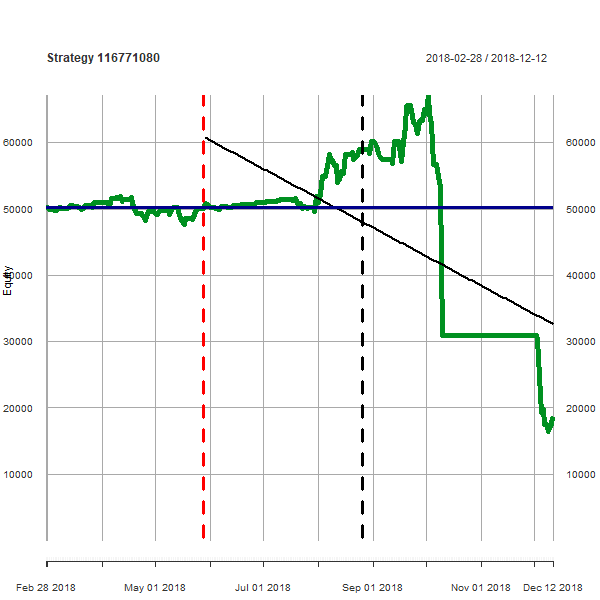 Strategy 116771080
2018-02-28 / 2018-12-12
60000
60000
50000
50000
40000
40000
Equity
30000
30000
20000
20000
10000
10000
Feb 28 2018
May 01 2018
Jul 01 2018
Sep 01 2018
Nov 01 2018
Dec 12 2018